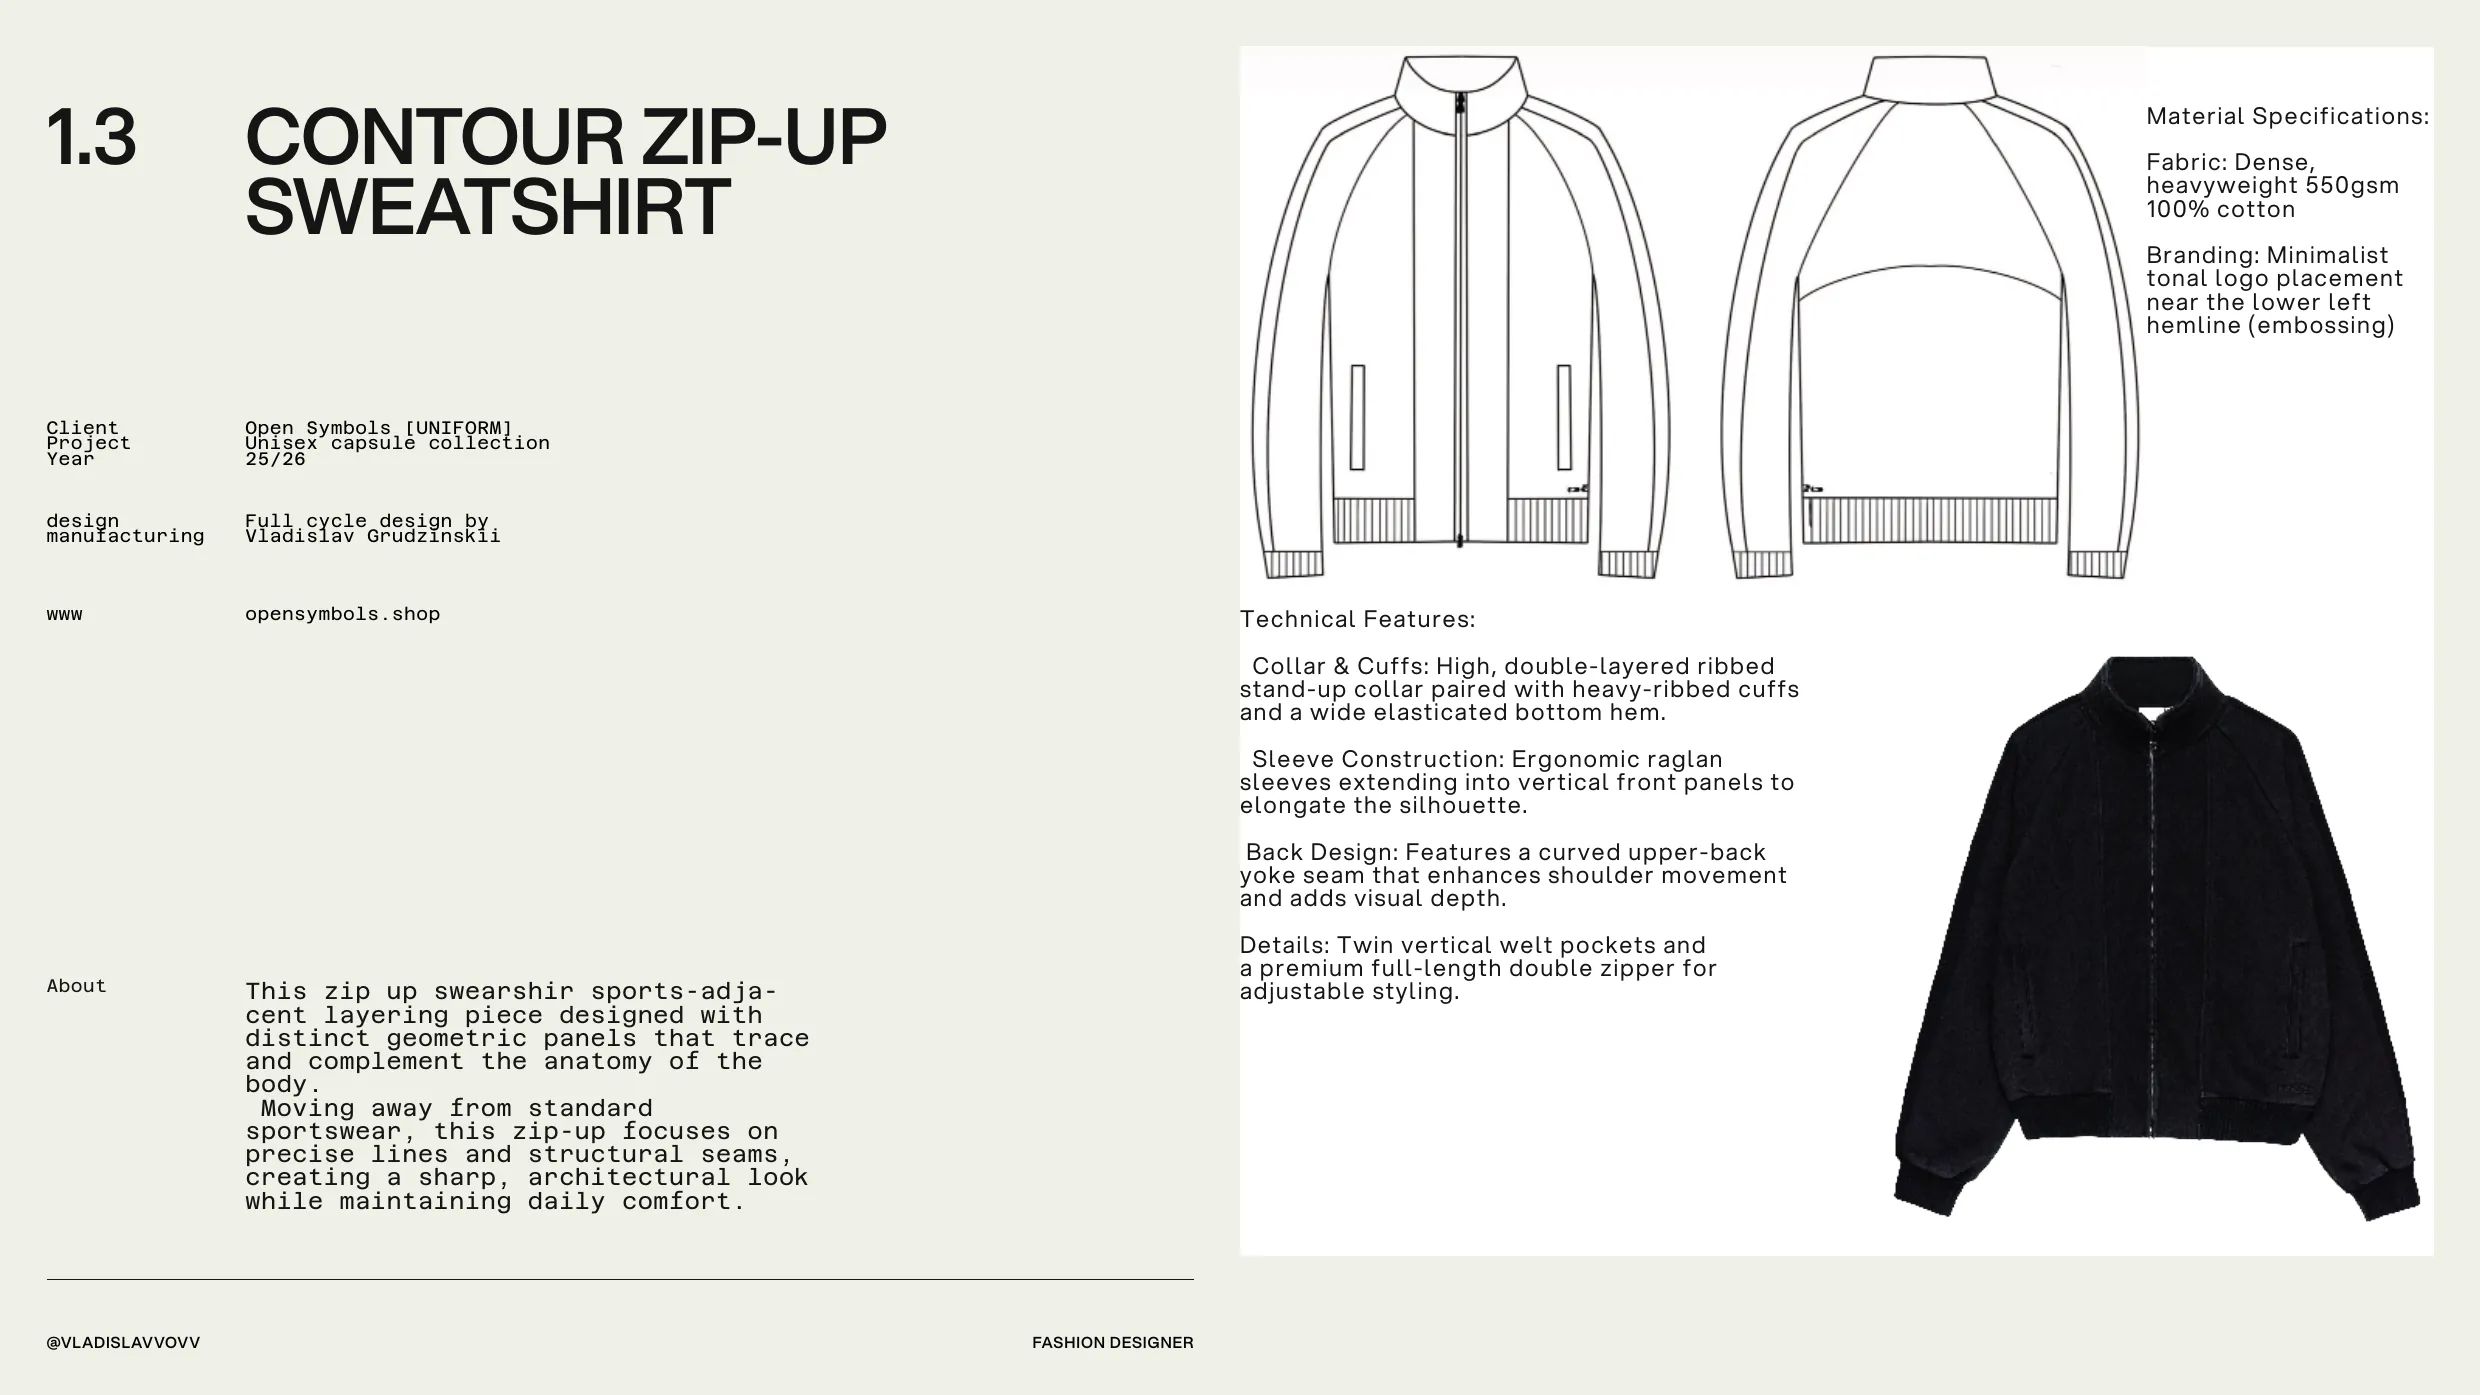 1.3
CONTOUR ZIP-UP
SWEATSHIRT
Client
Project
Year
Open Symbols [UNIFORM]
Unisex capsule collection
25/26
design
manufacturing
Full cycle design by
Vladislav Grudzinskii
www
opensymbols.shop
About
This zip up swearshir sports-adja-
cent layering piece designed with
distinct geometric panels that trace
and complement the anatomy of the
body.
Moving away from standard
sportswear, this zip-up focuses on
precise lines and structural seams,
creating a sharp, architectural look
while maintaining daily comfort.
@VLADISLAVVOVV
FASHION DESIGNER
Material Specifications:
Fabric: Dense,
heavyweight 550gsm
100% cotton
Branding: Minimalist
tonal logo placement
near the lower left
hemline (embossing)
Technical Features:
Collar & Cuffs: High, double-layered ribbed
stand-up collar paired with heavy-ribbed cuffs
and a wide elasticated bottom hem.
Sleeve Construction: Ergonomic raglan
sleeves extending into vertical front panels to
elongate the silhouette.
Back Design: Features a curved upper-back
yoke seam that enhances shoulder movement
and adds visual depth.
Details: Twin vertical welt pockets and
a premium full-length double zipper for
adjustable styling.